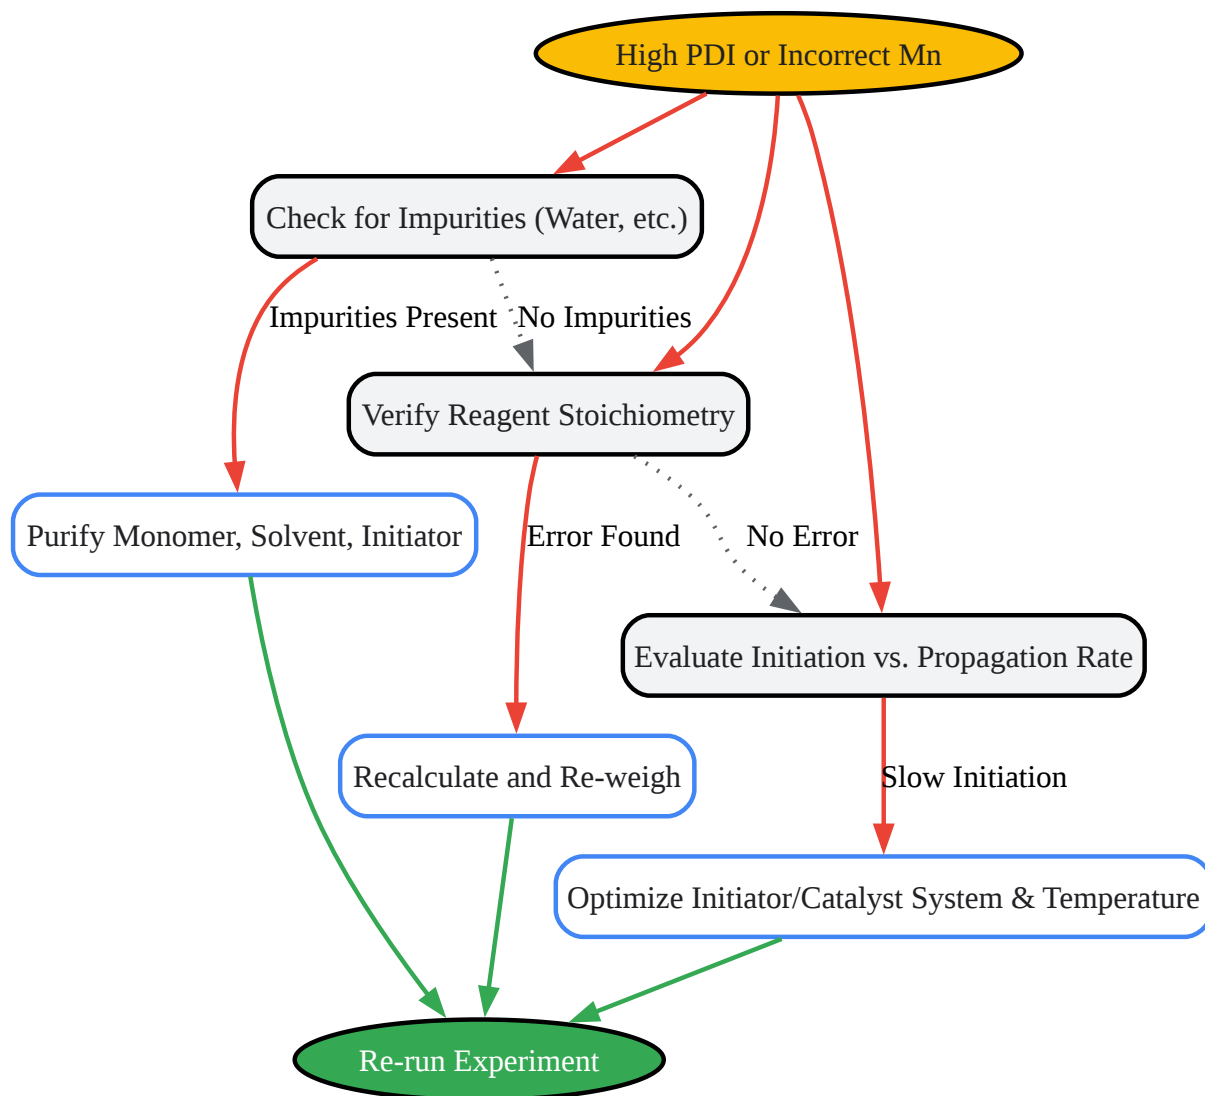 High PDI or Incorrect Mn
Check for Impurities (Water, etc.)
Impurities Present
No Impurities
Verify Reagent Stoichiometry
Purify Monomer, Solvent, Initiator
Error Found
No Error
Evaluate Initiation vs. Propagation Rate
Recalculate and Re-weigh
Slow Initiation
Optimize Initiator/Catalyst System & Temperature
Re-run Experiment